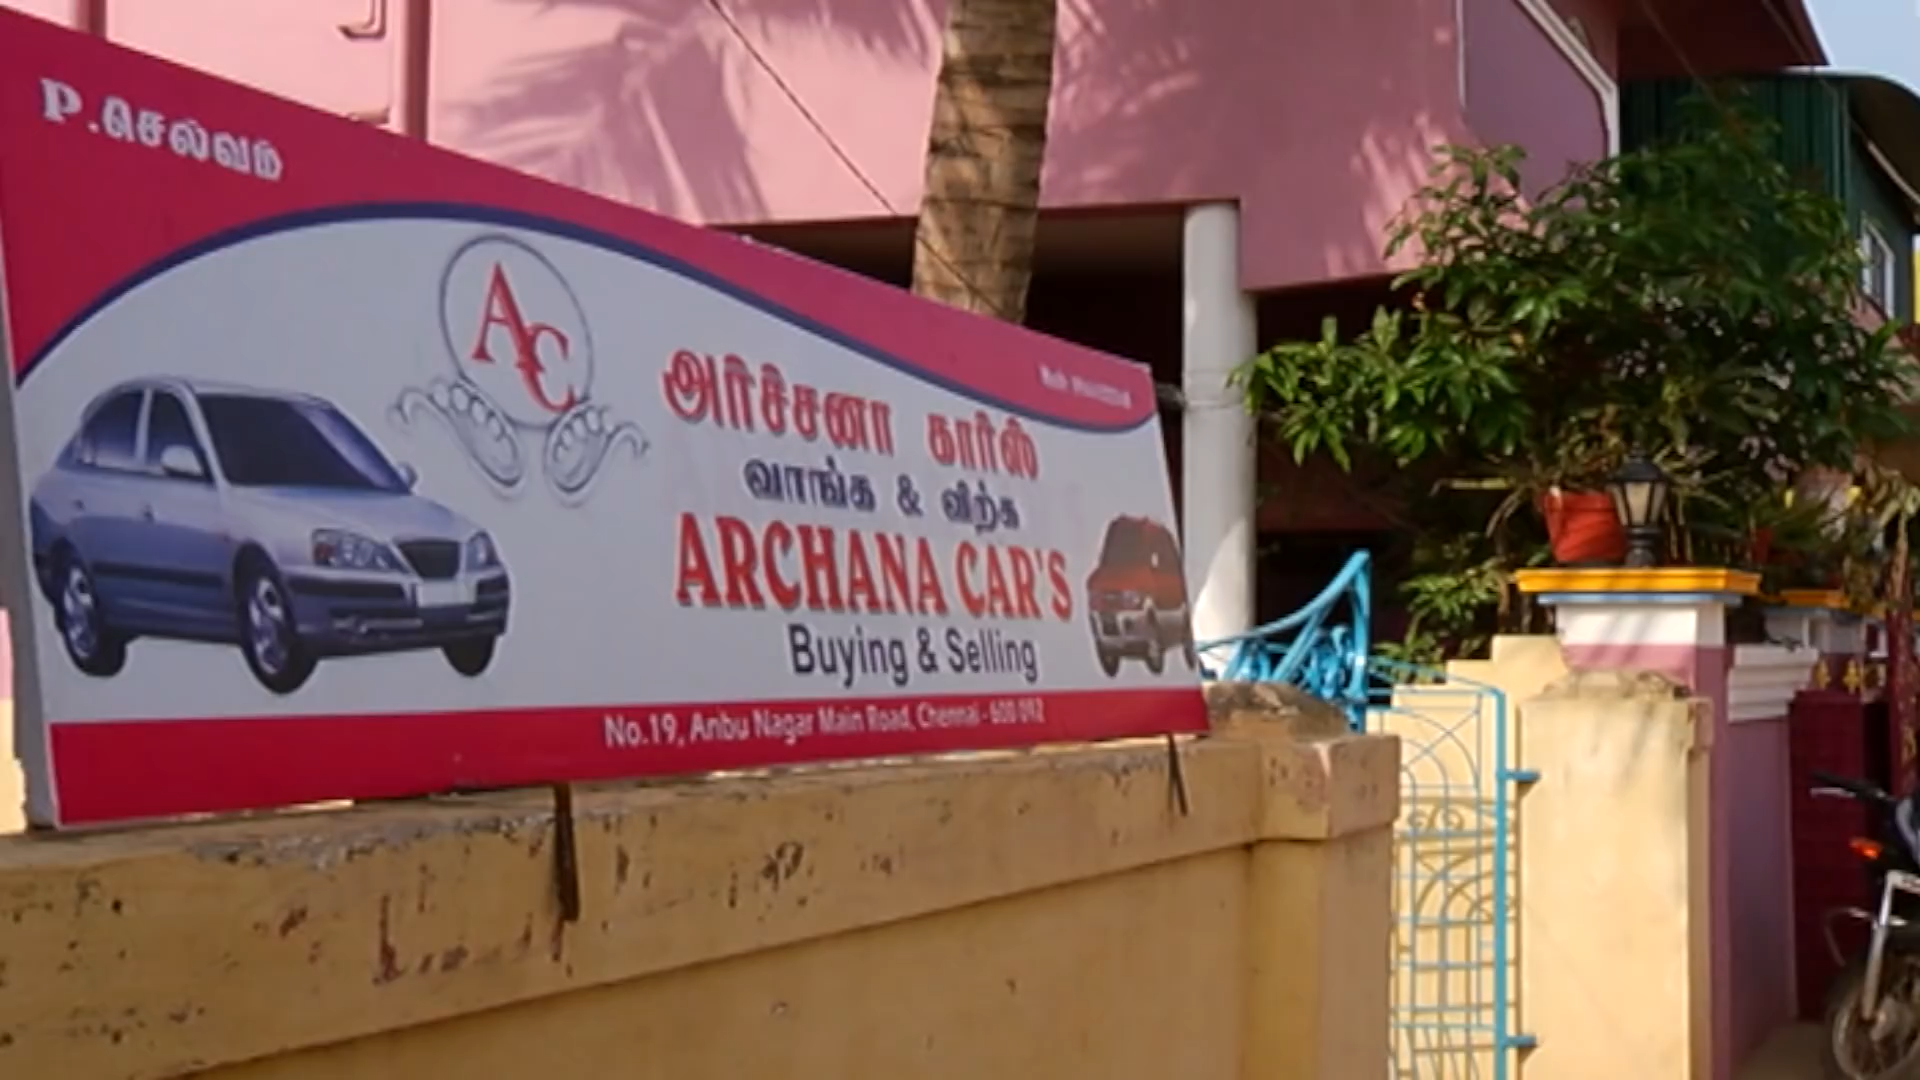 P.செல்வம்
AC
அர்ச்சனா கார்ஸ்
வாங்க & விற்க
ARCHANA CAR'S
Buying & Selling
No.19, Anbu Nagar Main Road, Chennai - 600 092